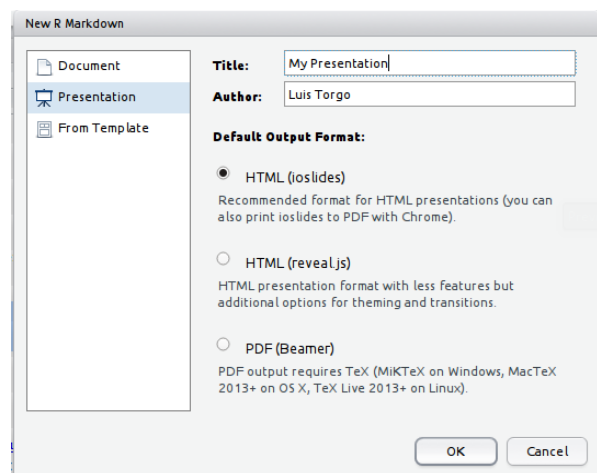 New R Markdown
Document
Presentation
From Template
Title: My Presentation
Author: Luis Torgo
Default Output Format:
HTML (ioslides)
Recommended format for HTML presentations (you can
also print ioslides to PDF with Chrome).
HTML (reveal.js)
HTML presentation format with less features but
additional options for theming and transitions.
PDF (Beamer)
PDF output requires TeX (MiKTeX on Windows, MacTeX
2013+ on OS X, TeX Live 2013+ on Linux).
OK Cancel